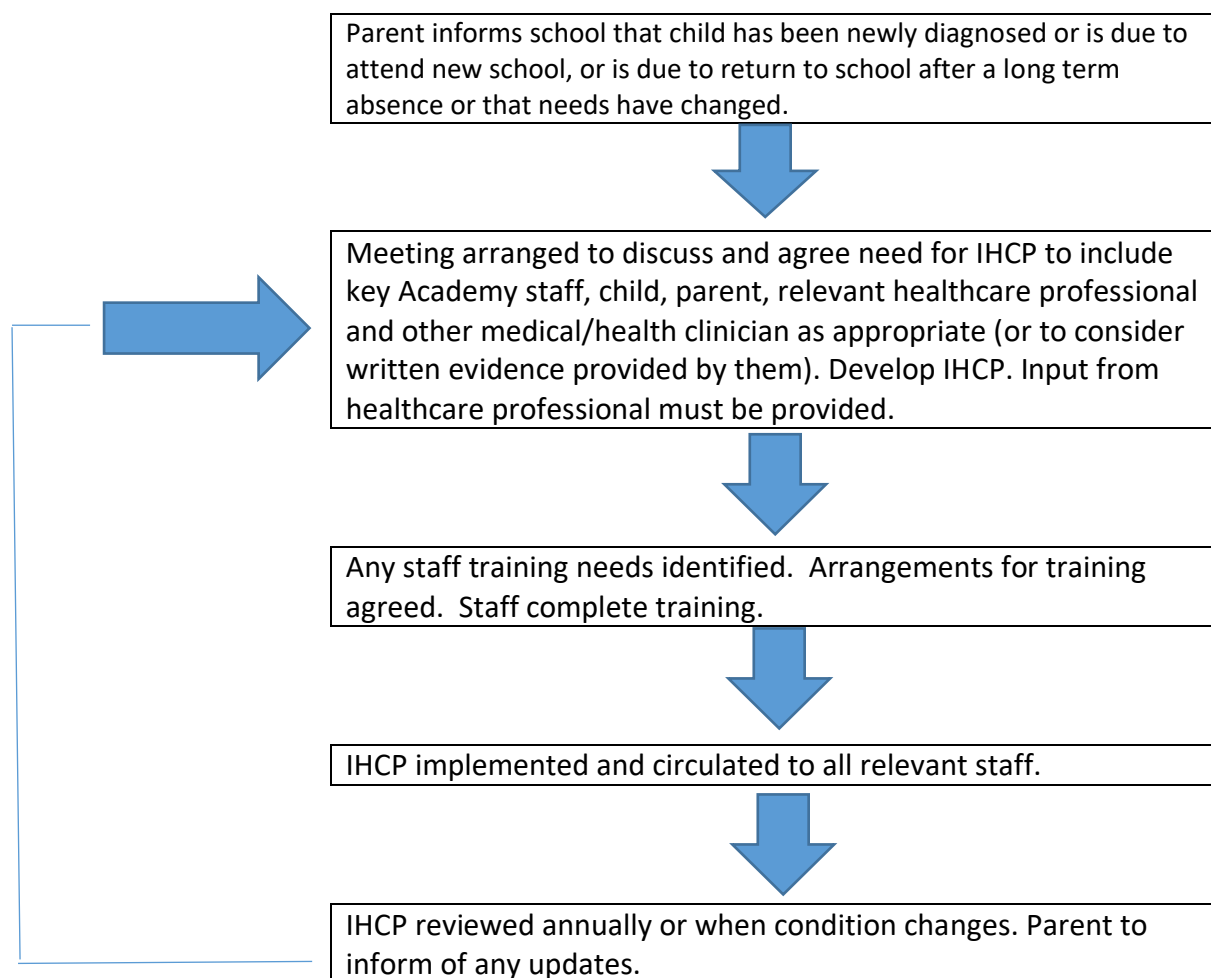 Parent informs school that child has been newly diagnosed or is due to
attend new school, or is due to return to school after a long term
absence or that needs have changed.
Meeting arranged to discuss and agree need for IHCP to include
key Academy staff, child, parent, relevant healthcare professional
and other medical/health clinician as appropriate (or to consider
written evidence provided by them). Develop IHCP. Input from
healthcare professional must be provided.
Any staff training needs identified.  Arrangements for training
agreed.  Staff complete training.
IHCP implemented and circulated to all relevant staff.
IHCP reviewed annually or when condition changes. Parent to
inform of any updates.